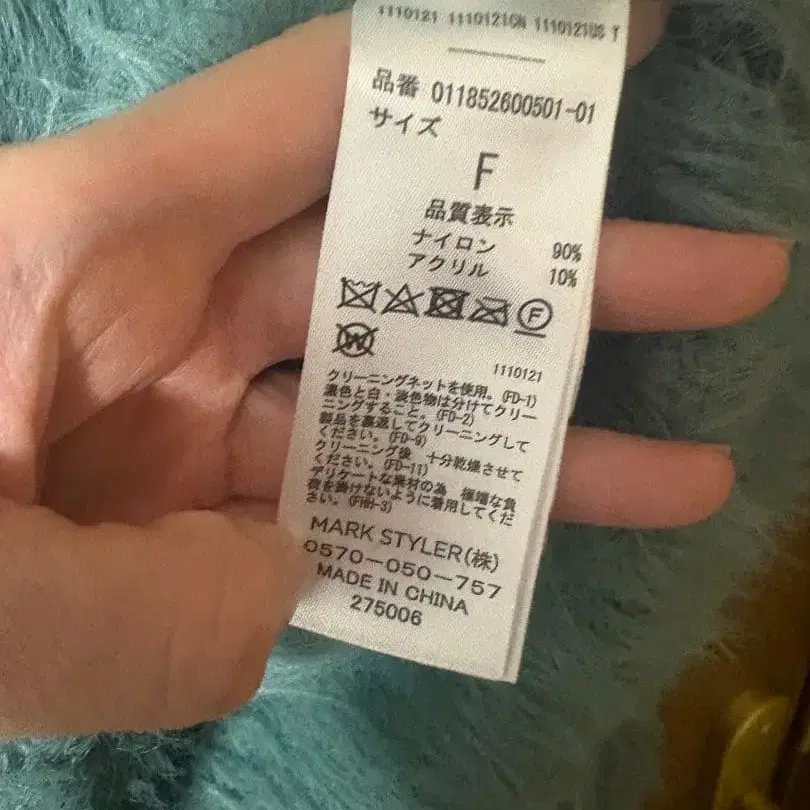 1110121 1110121CN 1110121US T
品番 011852600501-01
サイズ
F
品質表示
ナイロン 90%
アクリル 10%
F
W
1110121
クリーニングネットを使用。(FD-1)
濃色と白・淡色物は分けてクリー
ニングすること。(FD-2)
製品を裏返してクリーニングして
ください。(FD-9)
クリーニング後、十分乾燥させて
ください。(FD-11)
デリケートな素材の為、極端な負
荷を掛けないように着用してくだ
さい。(FHH-3)
MARK STYLER(株)
0570-050-757
MADE IN CHINA
275006